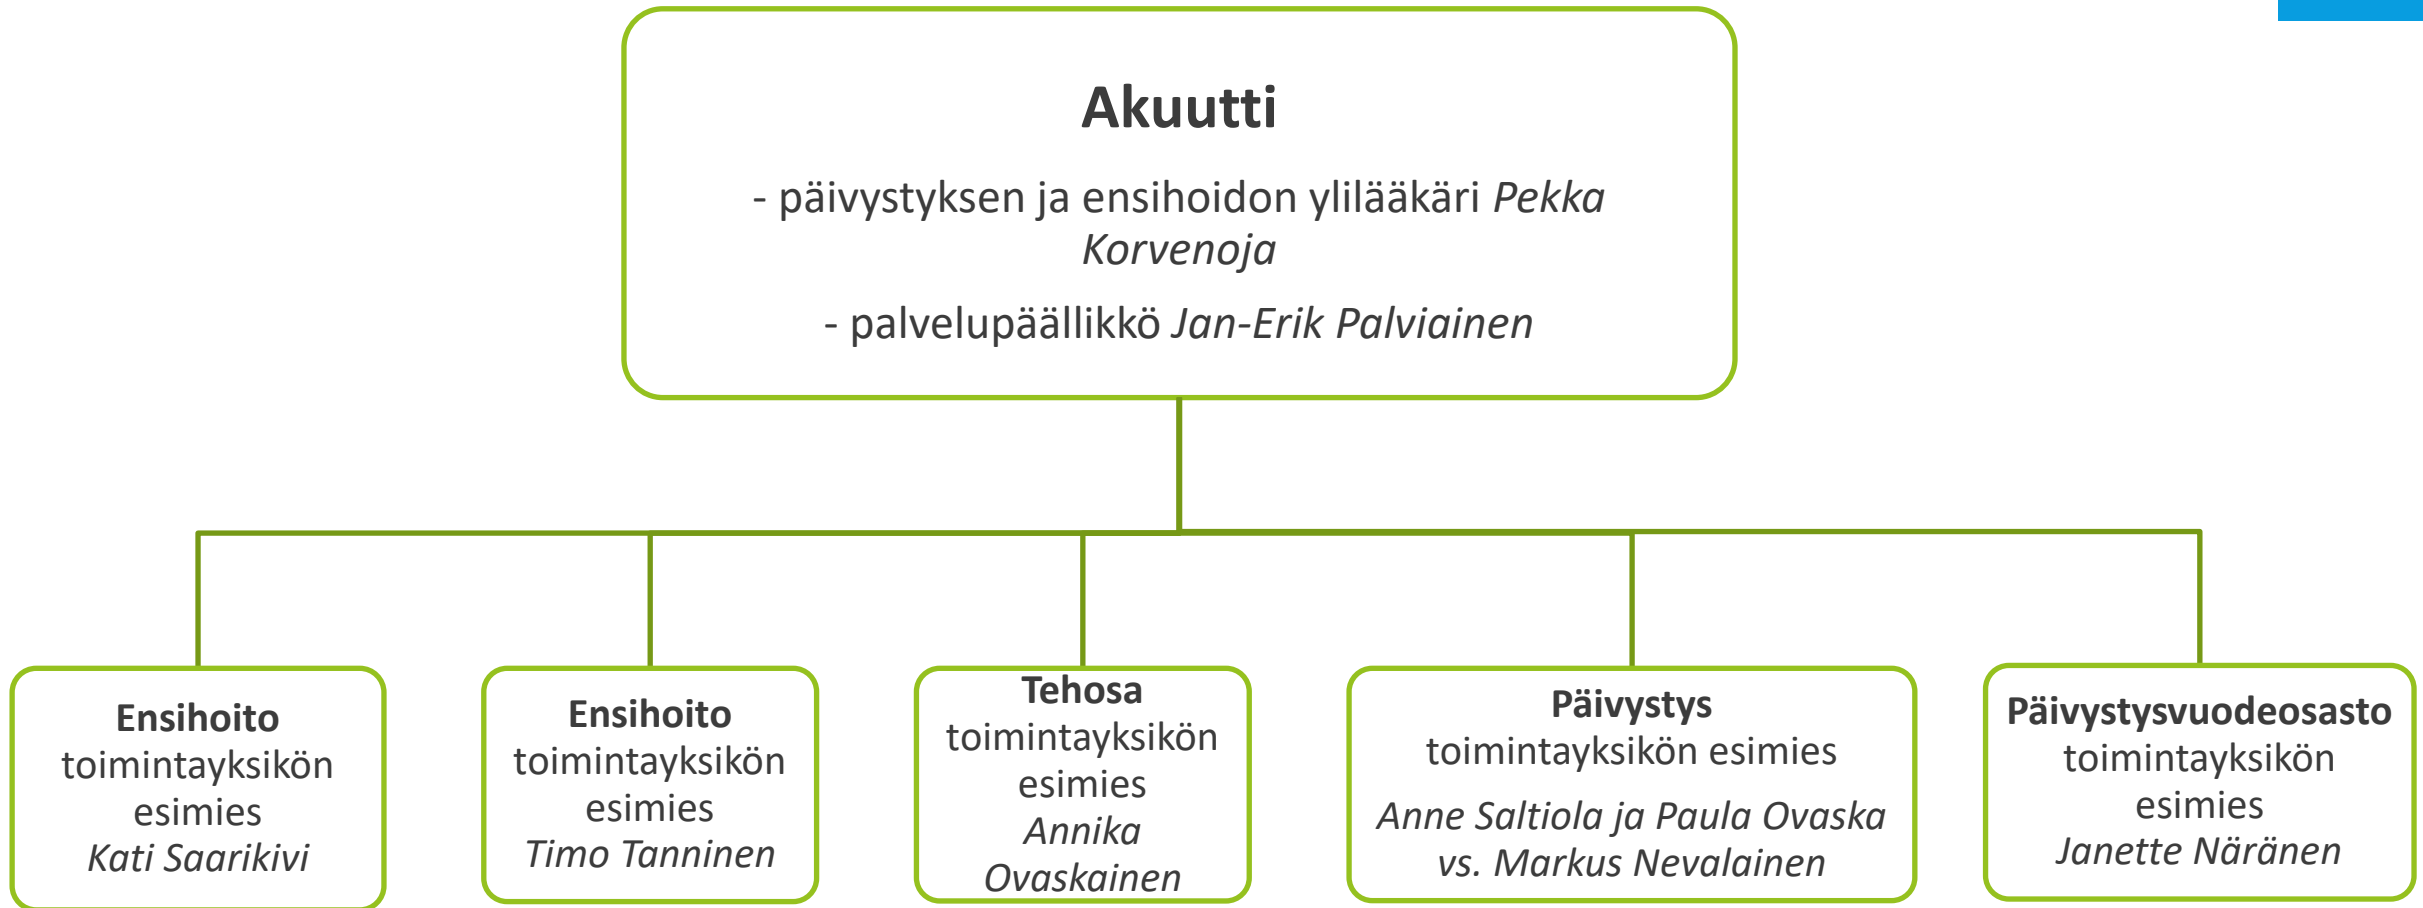 Akuutti
- päivystyksen ja ensihoidon ylilääkäri Pekka
Korvenoja
- palvelupäällikkö Jan-Erik Palviainen
Ensihoito
toimintayksikön
esimies
Kati Saarikivi
Ensihoito
toimintayksikön
esimies
Timo Tanninen
Tehosa
toimintayksikön
esimies
Annika
Ovaskainen
Päivystys
toimintayksikön esimies
Anne Saltiola ja Paula Ovaska
vs. Markus Nevalainen
Päivystysvuodeosasto
toimintayksikön
esimies
Janette Näränen